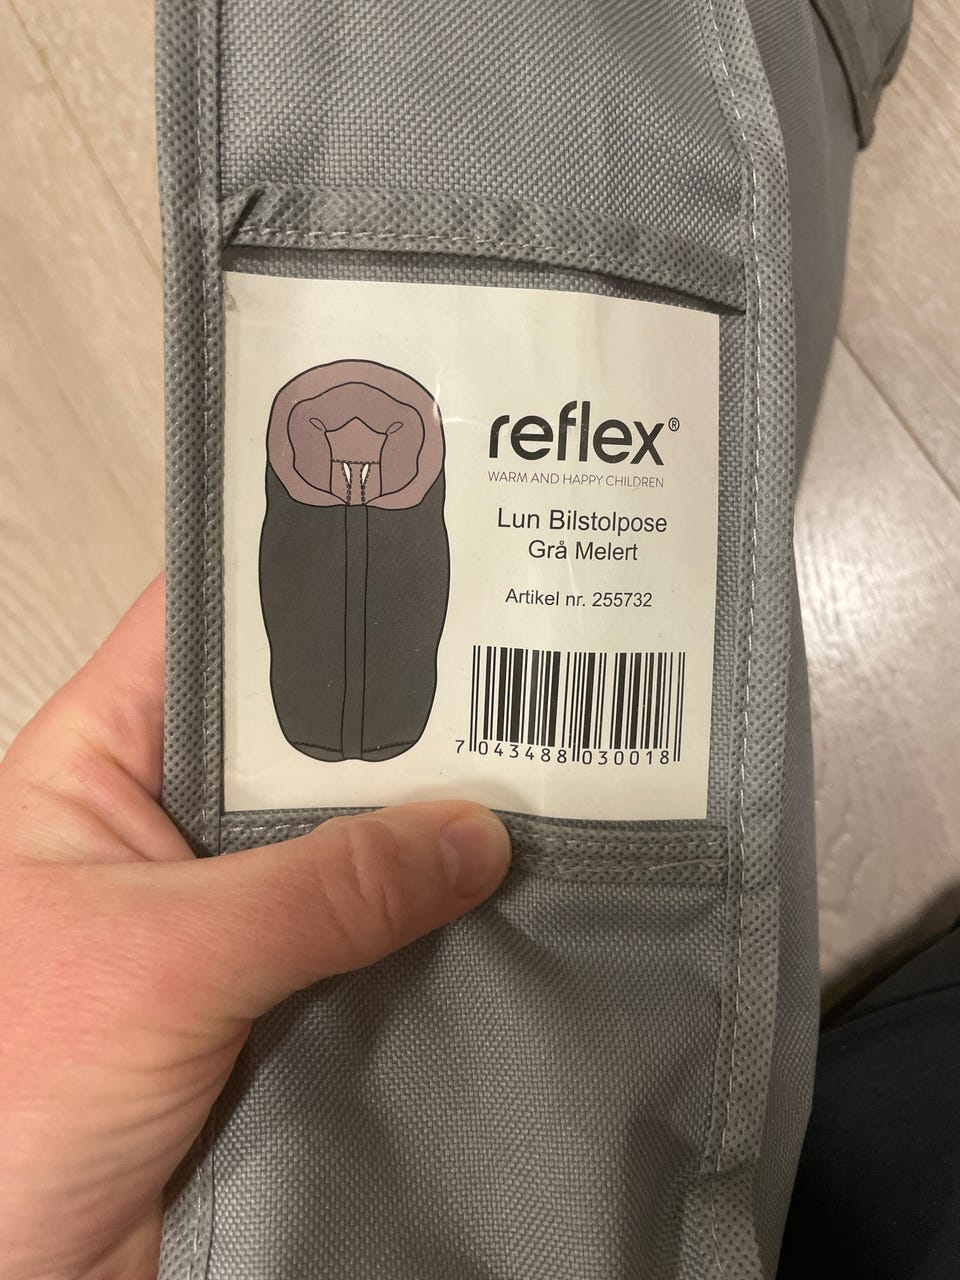 reflex®
WARM AND HAPPY CHILDREN
Lun Bilstolpose
Grå Melert
Artikel nr. 255732
7 043488 030018